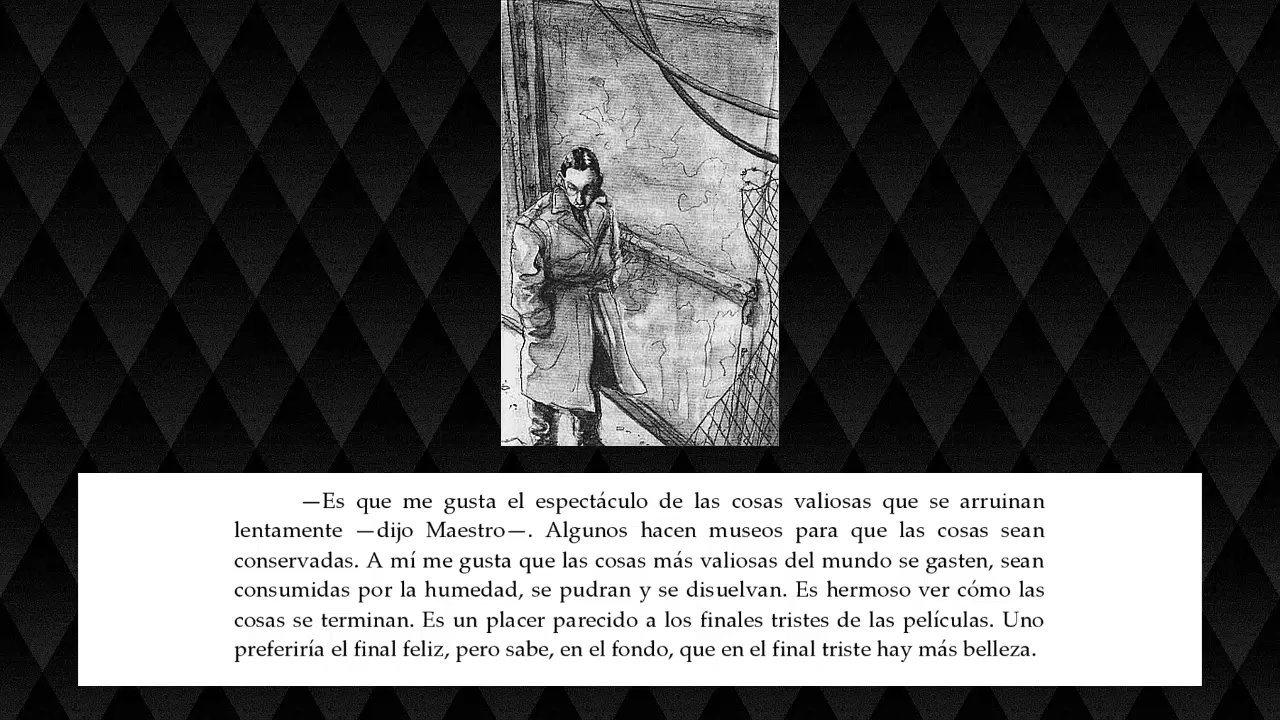 —Es que me gusta el espectáculo de las cosas valiosas que se arruinan
lentamente —dijo Maestro—. Algunos hacen museos para que las cosas sean
conservadas. A mí me gusta que las cosas más valiosas del mundo se gasten, sean
consumidas por la humedad, se pudran y se disuelvan. Es hermoso ver cómo las
cosas se terminan. Es un placer parecido a los finales tristes de las películas. Uno
preferiría el final feliz, pero sabe, en el fondo, que en el final triste hay más belleza.